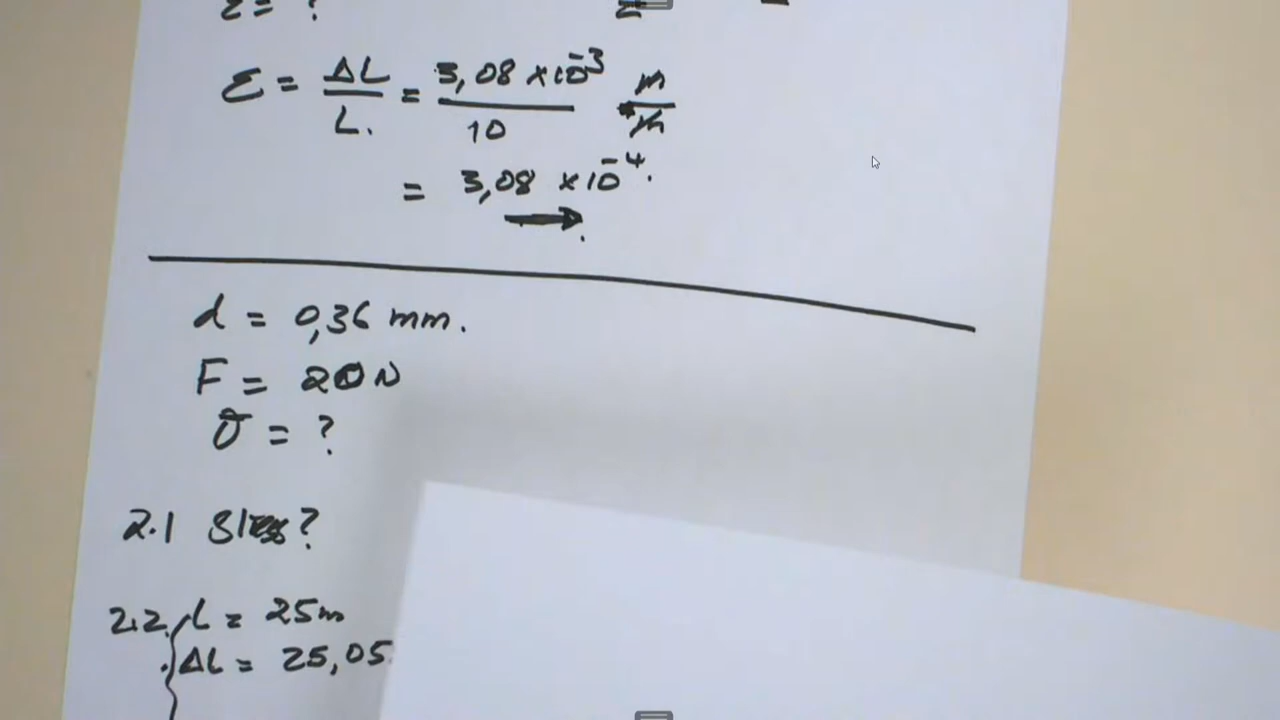 ε = ?
ε = ΔL/L. = 3,08 × 10⁻³/10 m/m
= 3,08 × 10⁻⁴.
d = 0,36 mm.
F = 20 N
σ = ?
2.1 Stress?
2.2 L = 25m
ΔL = 25,05